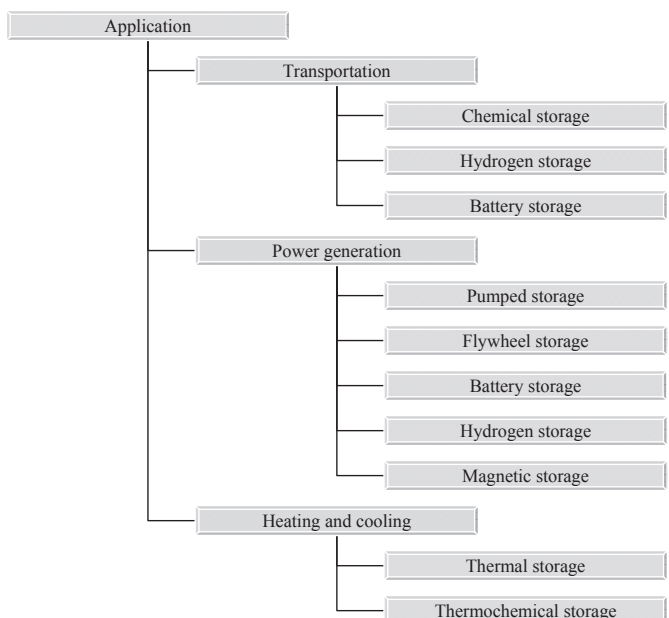 Application
Transportation
Chemical storage
Hydrogen storage
Battery storage
Power generation
Pumped storage
Flywheel storage
Battery storage
Hydrogen storage
Magnetic storage
Heating and cooling
Thermal storage
Thermochemical storage